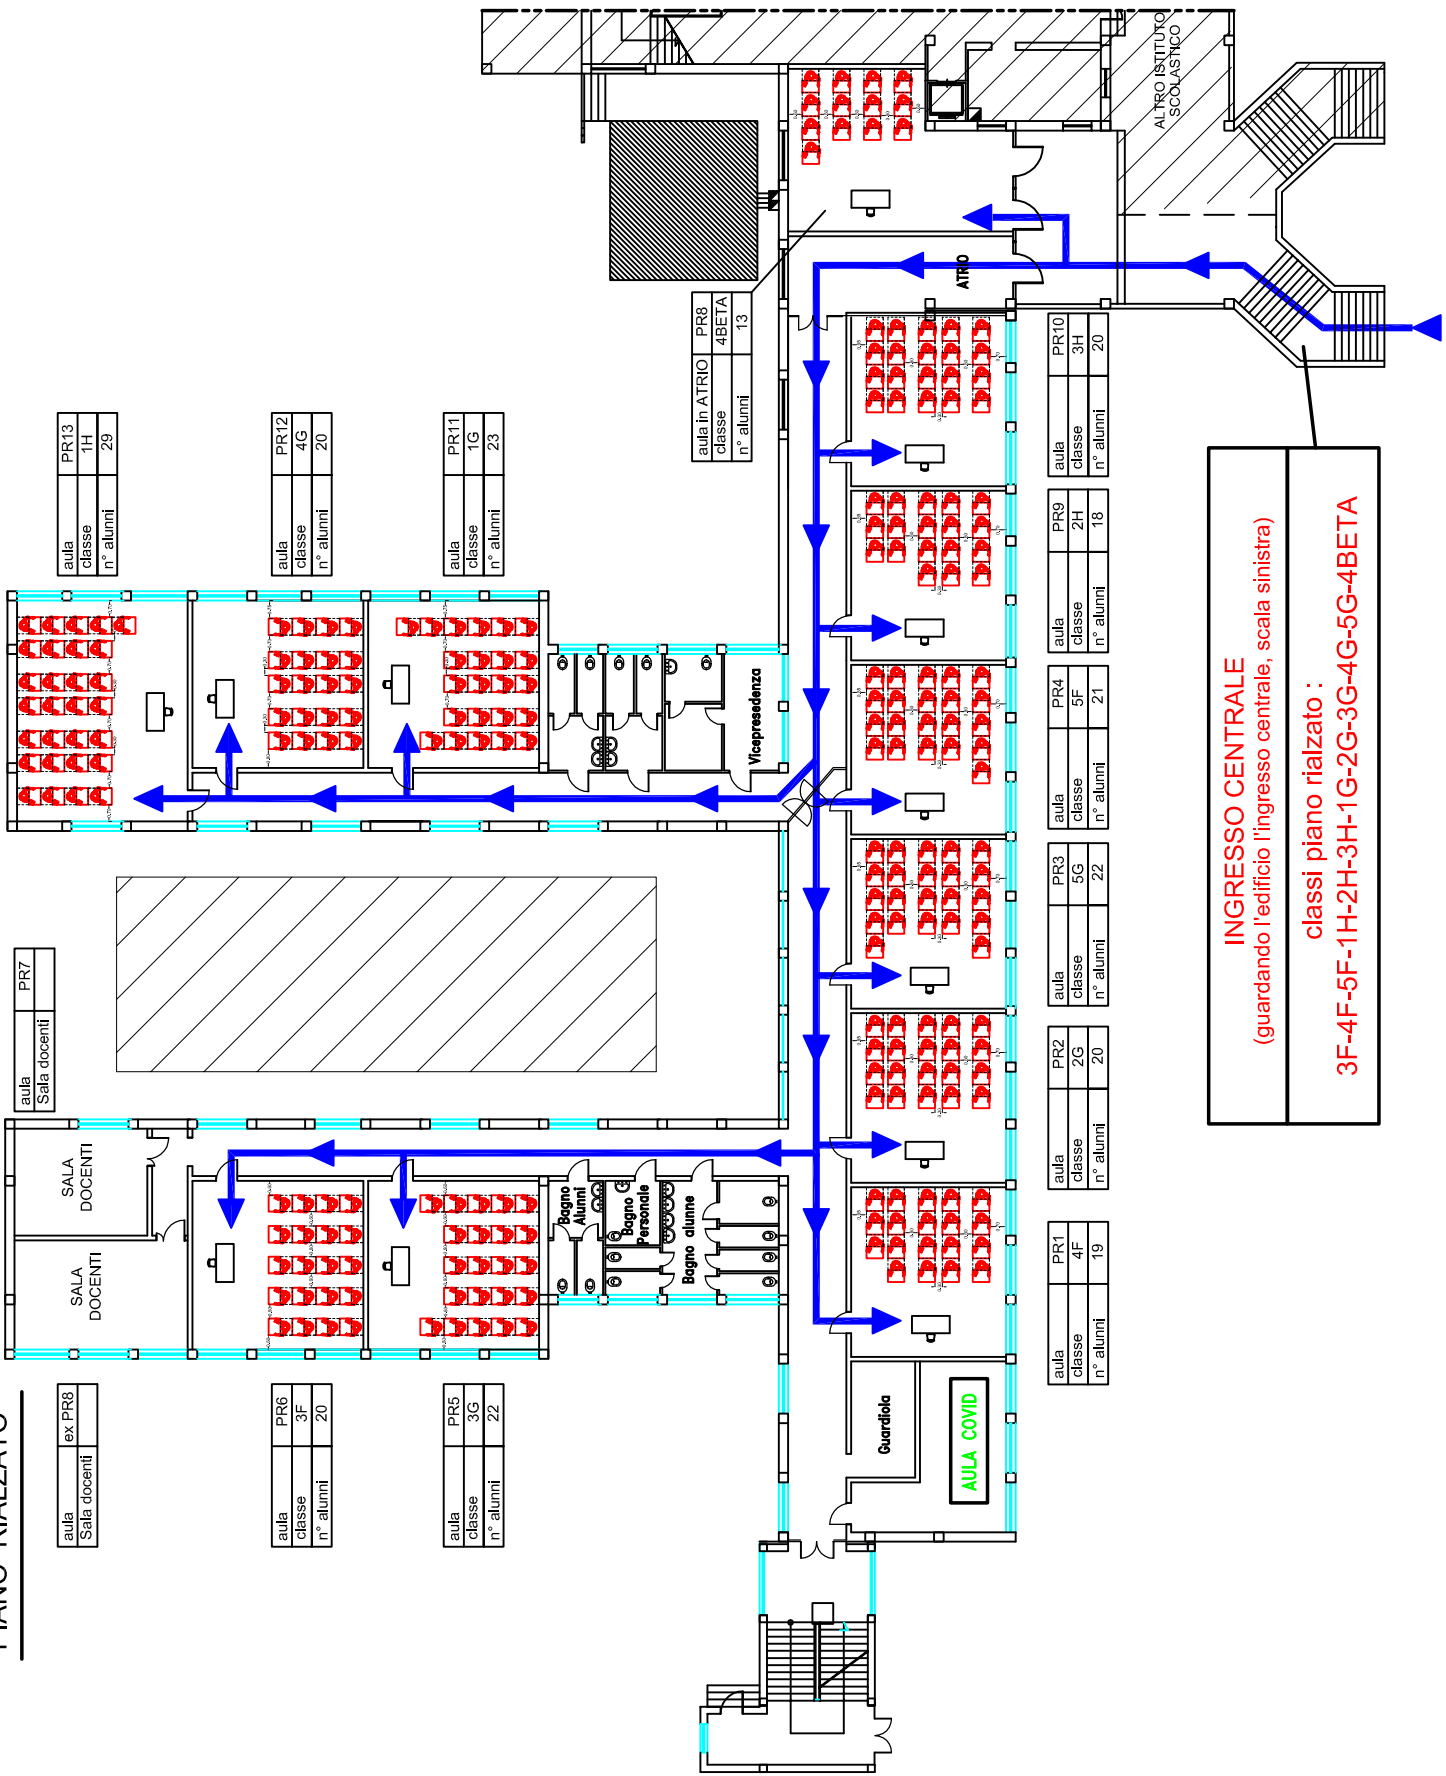 PIANO RIALZATO
aula PR7
Sala docenti
aula ex PR8
Sala docenti
SALA
DOCENTI
SALA
DOCENTI
aula PR13
classe 1H
n° alunni 29
aula PR6
classe 3F
n° alunni 20
aula PR12
classe 4G
n° alunni 20
aula PR5
classe 3G
n° alunni 22
aula PR11
classe 1G
n° alunni 23
Bagno
Alunni
Bagno
Personale
Bagno alunne
Vicepresedenza
aula in ATRIO PR8
classe 4BETA
n° alunni 13
Guardiola
AULA COVID
ATRIO
ALTRO ISTITUTO
SCOLASTICO
aula PR1
classe 4F
n° alunni 19
aula PR2
classe 2G
n° alunni 20
aula PR3
classe 5G
n° alunni 22
aula PR4
classe 5F
n° alunni 21
aula PR9
classe 2H
n° alunni 18
aula PR10
classe 3H
n° alunni 20
INGRESSO CENTRALE
(guardando l'edificio l'ingresso centrale, scala sinistra)
classi piano rialzato :
3F-4F-5F-1H-2H-3H-1G-2G-3G-4G-5G-4BETA